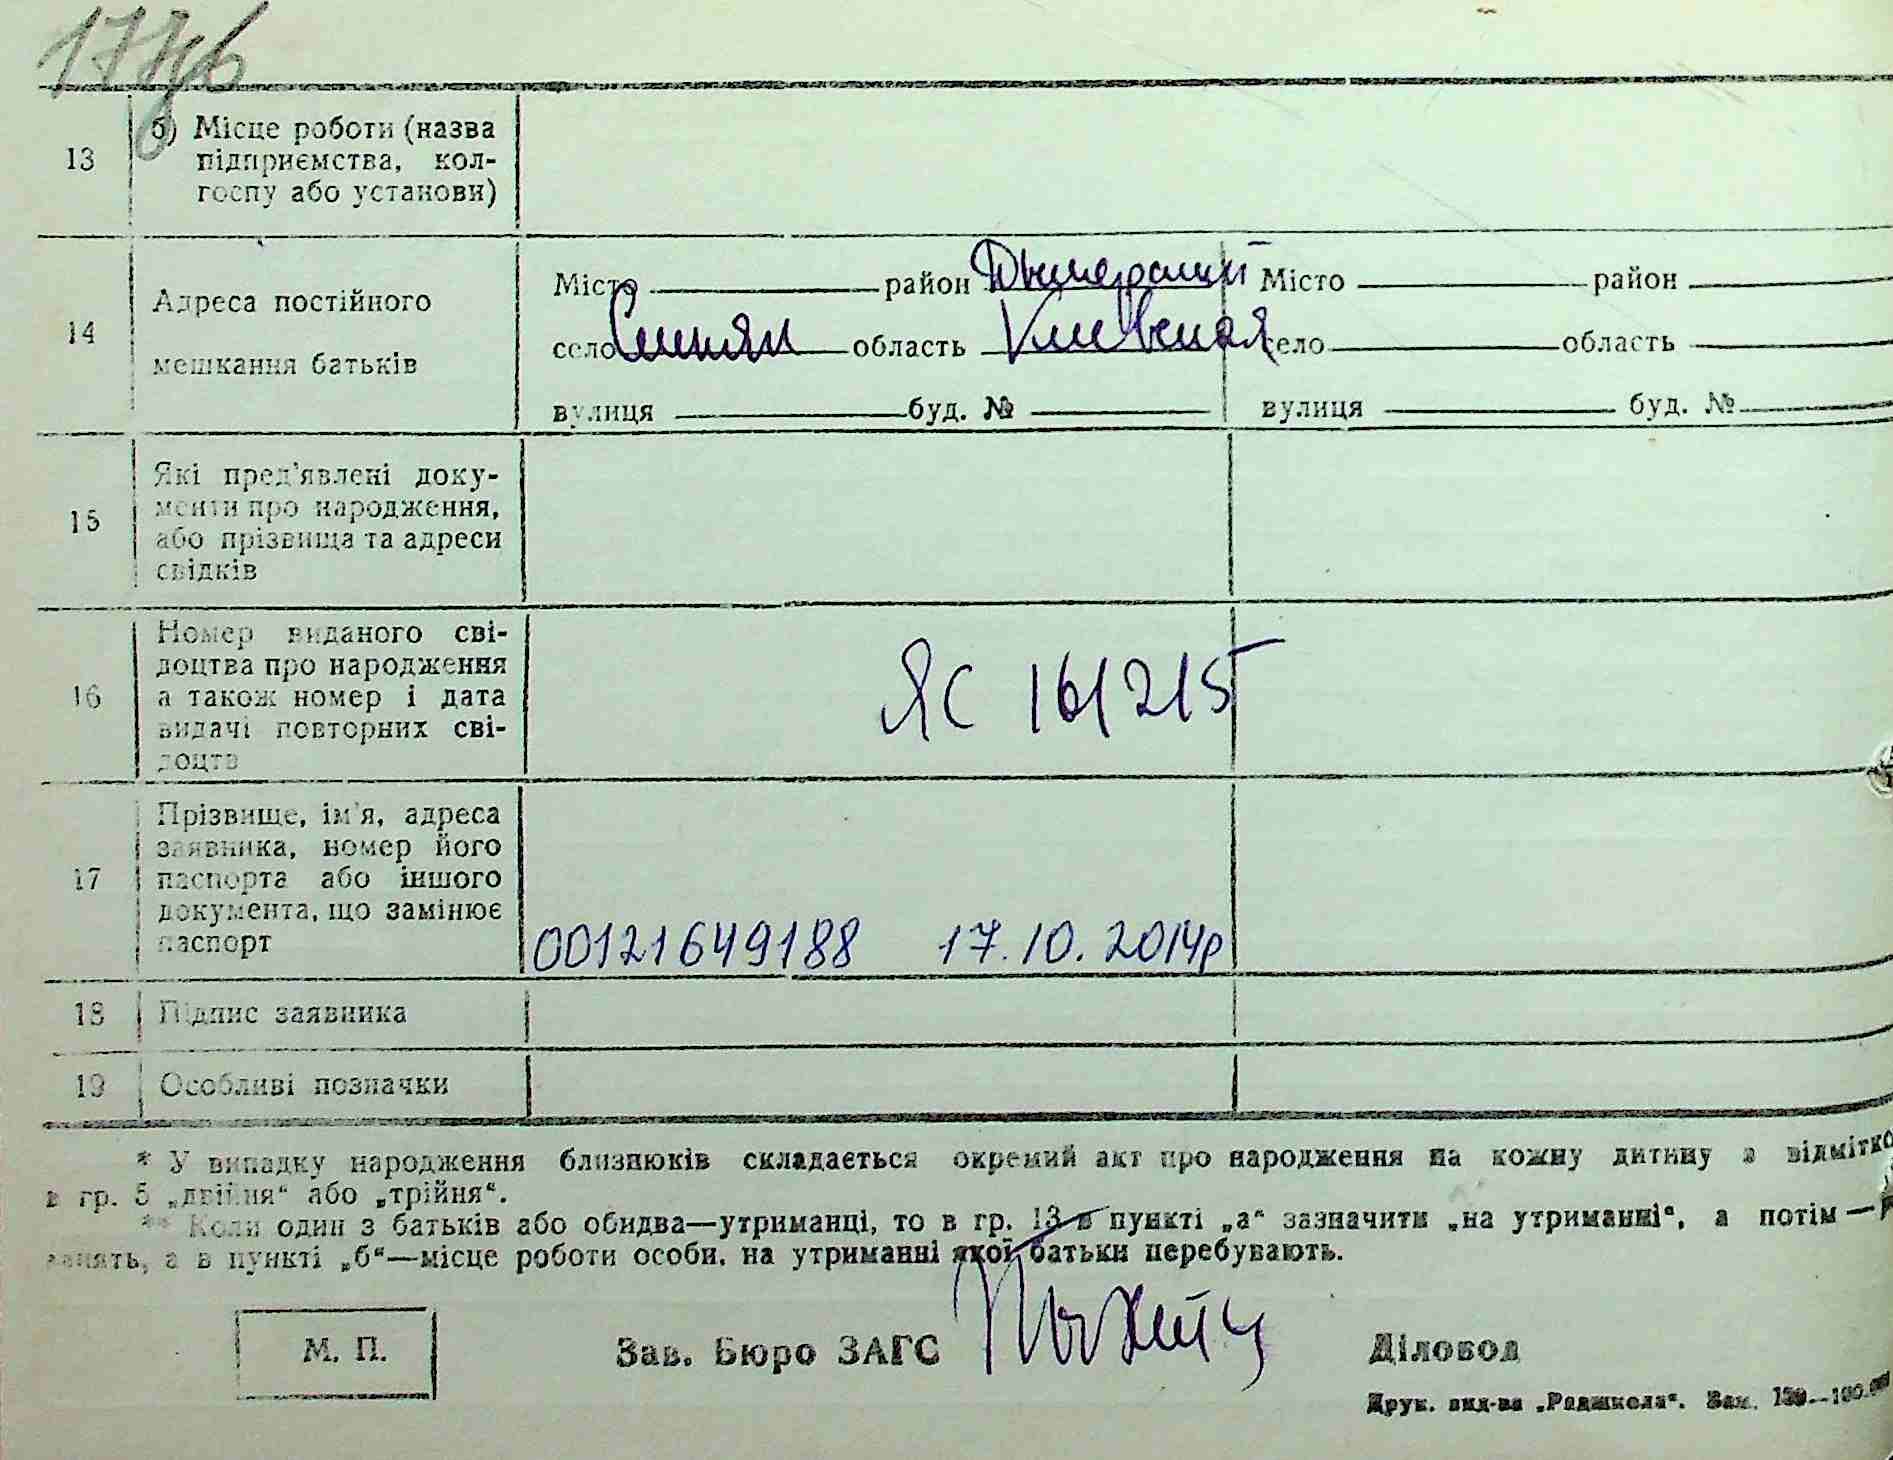 13 б) Місце роботи (назва
підприємства, кол-
госпу або установи)
14 Адреса постійного
мешкання батьків
Місто район Дымерский Місто район
село Синяк область Киевская село область
вулиця буд. № вулиця буд. №
15 Які пред'явлені доку-
менти про народження,
або прізвища та адреси
свідків
16 Номер виданого сві-
доцтва про народження
а також номер і дата
видачі повторних сві-
доцтв
ЯС 161215
17 Прізвище, ім'я, адреса
заявника, номер його
паспорта або іншого
документа, що замінює
паспорт
00121649188 17.10.2014р
18 Підпис заявника
19 Особливі позначки
* У випадку народження близнюків складається окремий акт про народження на кожну дитину з відмітко
в гр. 5 „двійня“ або „трійня“.
** Коли один з батьків або обидва—утриманці, то в гр. 13 в пункті „а“ зазначити „на утриманні“, а потім —
занять, а в пункті „б“—місце роботи особи, на утриманні якої батьки перебувають.
М. П. Зав. Бюро ЗАГС Діловод
Друк. вид-ва „Радшкола“. Зам.